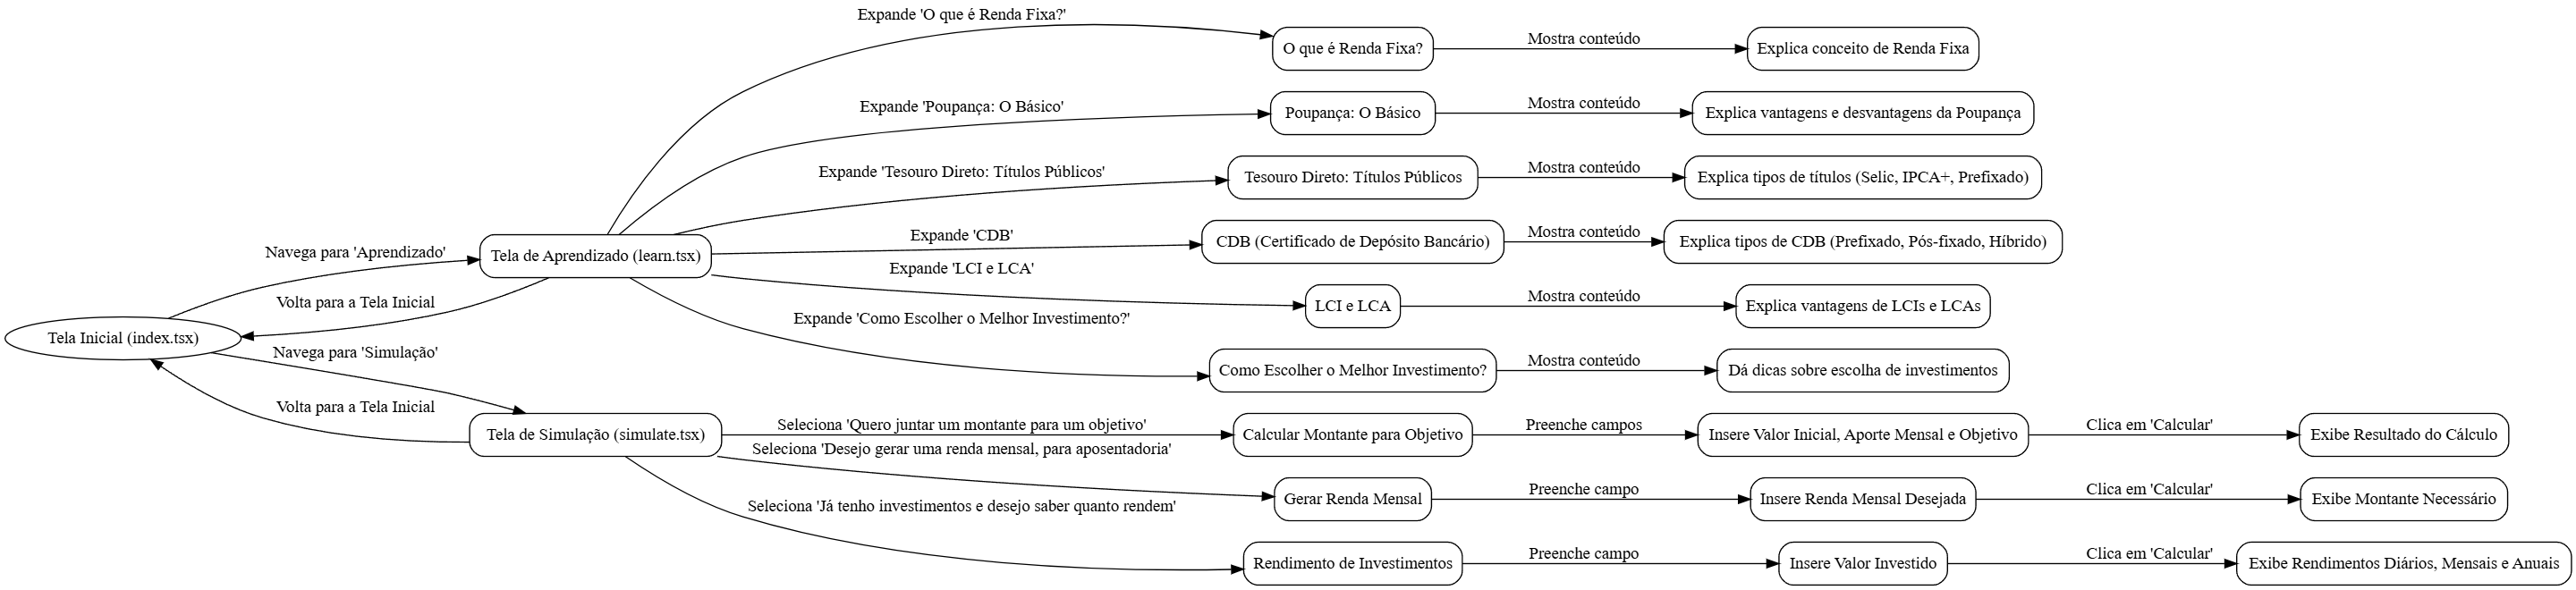 Expande 'O que é Renda Fixa?'
O que é Renda Fixa?
Mostra conteúdo
Explica conceito de Renda Fixa
Expande 'Poupança: O Básico'
Poupança: O Básico
Mostra conteúdo
Explica vantagens e desvantagens da Poupança
Expande 'Tesouro Direto: Títulos Públicos'
Tesouro Direto: Títulos Públicos
Mostra conteúdo
Explica tipos de títulos (Selic, IPCA+, Prefixado)
Navega para 'Aprendizado'
Tela de Aprendizado (learn.tsx)
Expande 'CDB'
CDB (Certificado de Depósito Bancário)
Mostra conteúdo
Explica tipos de CDB (Prefixado, Pós-fixado, Híbrido)
Volta para a Tela Inicial
Expande 'LCI e LCA'
LCI e LCA
Mostra conteúdo
Explica vantagens de LCIs e LCAs
Tela Inicial (index.tsx)
Expande 'Como Escolher o Melhor Investimento?'
Como Escolher o Melhor Investimento?
Mostra conteúdo
Dá dicas sobre escolha de investimentos
Navega para 'Simulação'
Volta para a Tela Inicial
Tela de Simulação (simulate.tsx)
Seleciona 'Quero juntar um montante para um objetivo'
Calcular Montante para Objetivo
Preenche campos
Insere Valor Inicial, Aporte Mensal e Objetivo
Clica em 'Calcular'
Exibe Resultado do Cálculo
Seleciona 'Desejo gerar uma renda mensal, para aposentadoria'
Gerar Renda Mensal
Preenche campo
Insere Renda Mensal Desejada
Clica em 'Calcular'
Exibe Montante Necessário
Seleciona 'Já tenho investimentos e desejo saber quanto rendem'
Rendimento de Investimentos
Preenche campo
Insere Valor Investido
Clica em 'Calcular'
Exibe Rendimentos Diários, Mensais e Anuais